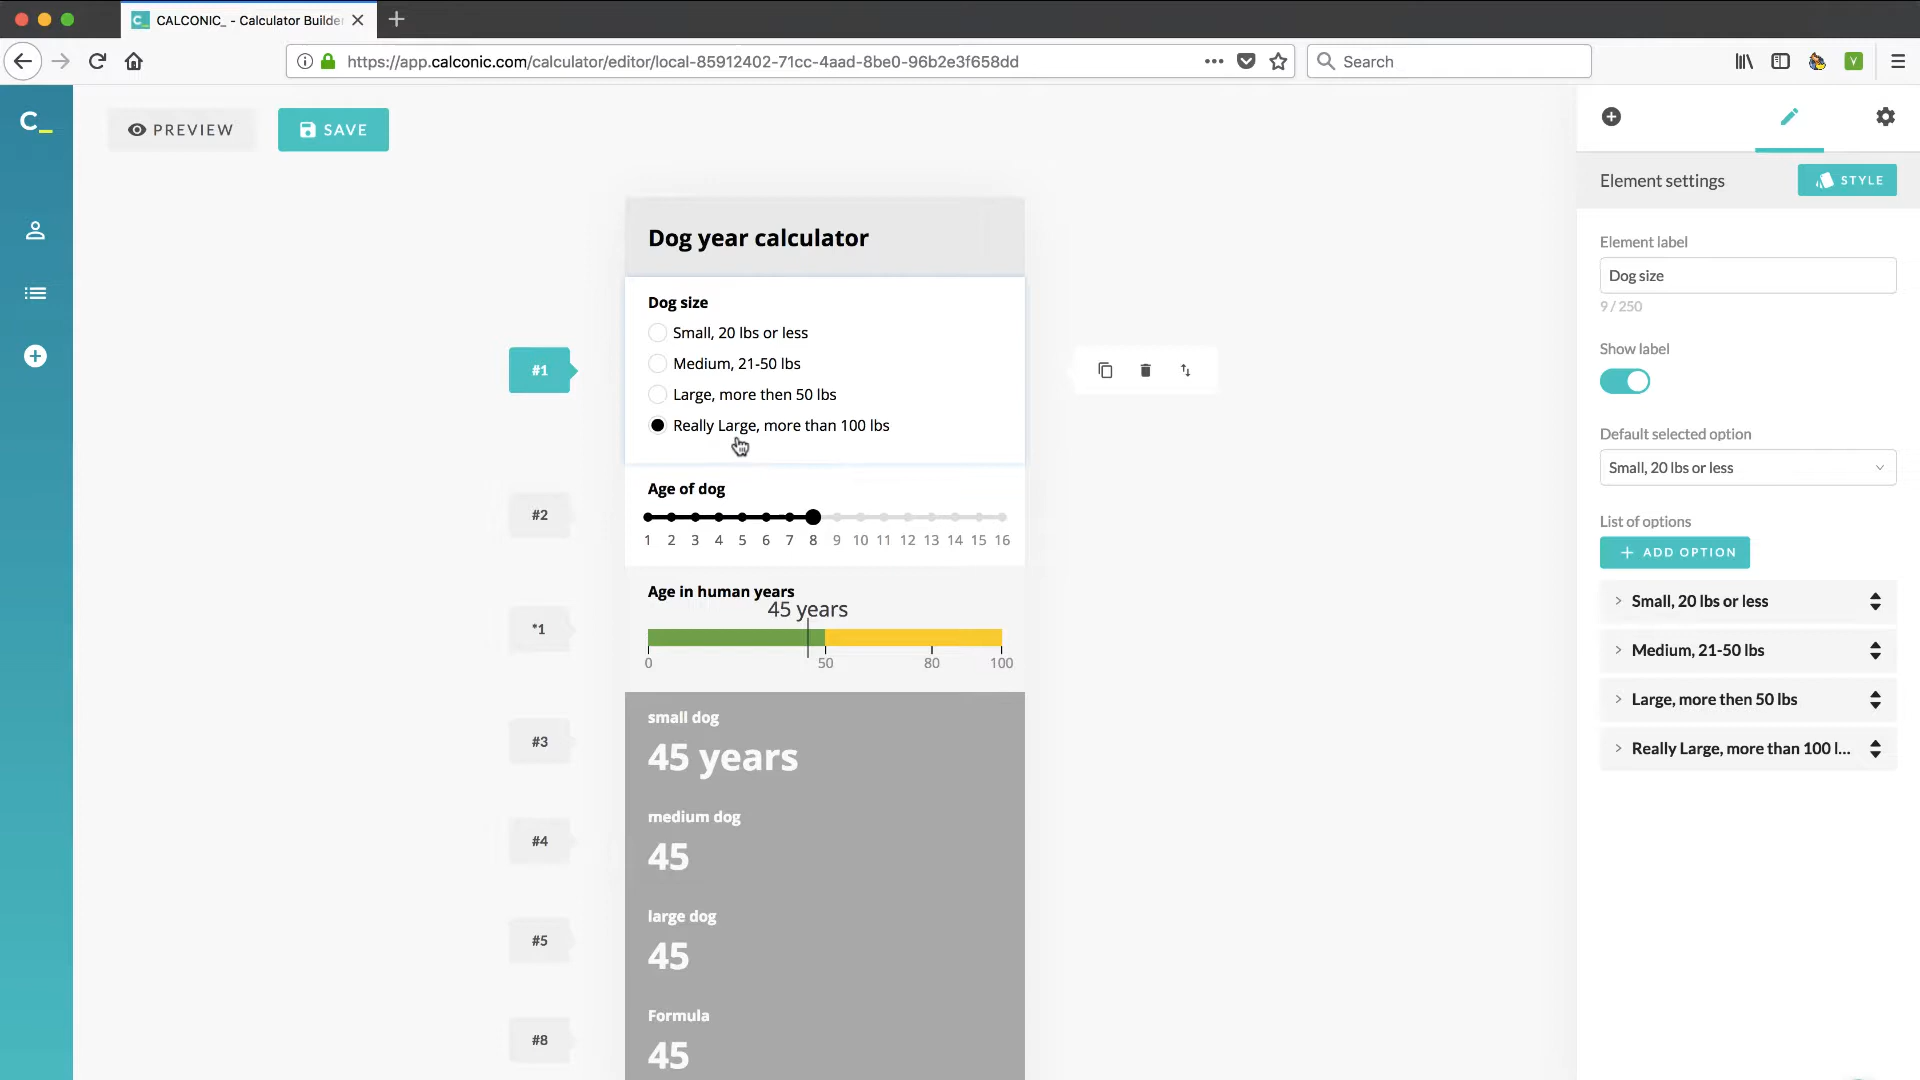 CALCONIC_ - Calculator Builder
https://app.calconic.com/calculator/editor/local-85912402-71cc-4aad-8be0-96b2e3f658dd
Search
C_
PREVIEW
SAVE
Dog year calculator
#1
Dog size
Small, 20 lbs or less
Medium, 21-50 lbs
Large, more then 50 lbs
Really Large, more than 100 lbs
#2
Age of dog
1 2 3 4 5 6 7 8 9 10 11 12 13 14 15 16
*1
Age in human years
45 years
0 50 80 100
#3
small dog
45 years
#4
medium dog
45
#5
large dog
45
#8
Formula
45
Element settings
STYLE
Element label
Dog size
9 / 250
Show label
Default selected option
Small, 20 lbs or less
List of options
+ ADD OPTION
Small, 20 lbs or less
Medium, 21-50 lbs
Large, more then 50 lbs
Really Large, more than 100 l...